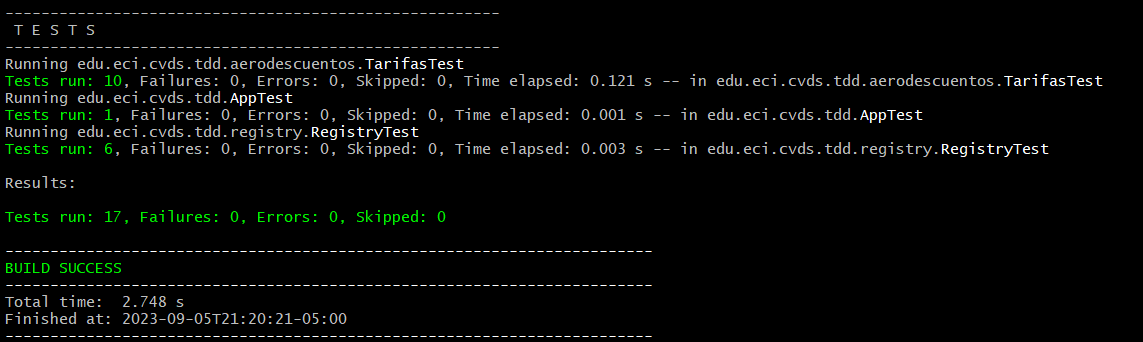 -------------------------------------------------------
 T E S T S
-------------------------------------------------------
Running edu.eci.cvds.tdd.aerodescuentos.TarifasTest
Tests run: 10, Failures: 0, Errors: 0, Skipped: 0, Time elapsed: 0.121 s -- in edu.eci.cvds.tdd.aerodescuentos.TarifasTest
Running edu.eci.cvds.tdd.AppTest
Tests run: 1, Failures: 0, Errors: 0, Skipped: 0, Time elapsed: 0.001 s -- in edu.eci.cvds.tdd.AppTest
Running edu.eci.cvds.tdd.registry.RegistryTest
Tests run: 6, Failures: 0, Errors: 0, Skipped: 0, Time elapsed: 0.003 s -- in edu.eci.cvds.tdd.registry.RegistryTest
Results:
Tests run: 17, Failures: 0, Errors: 0, Skipped: 0
------------------------------------------------------------------------
BUILD SUCCESS
------------------------------------------------------------------------
Total time:  2.748 s
Finished at: 2023-09-05T21:20:21-05:00
------------------------------------------------------------------------